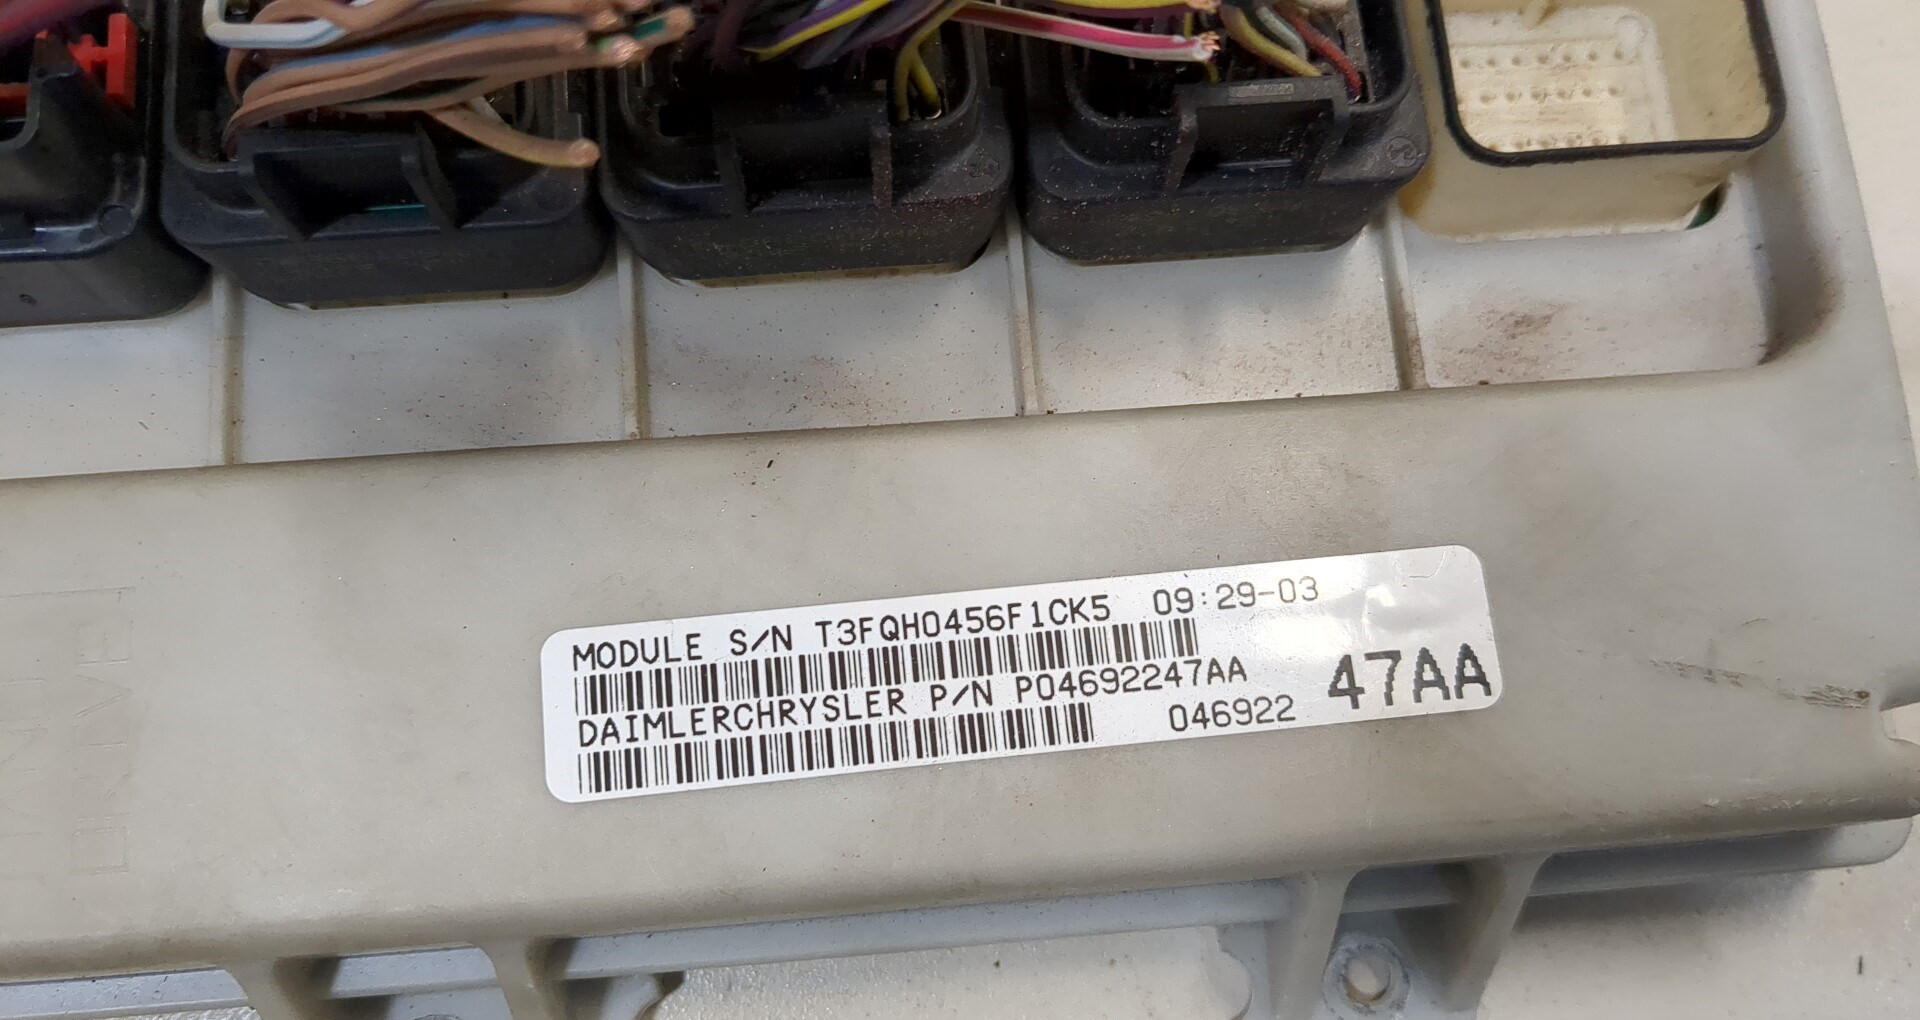 MODULE S/N T3FQH0456F1CK5 09:29-03
DAIMLERCHRYSLER P/N P04692247AA
046922 47AA